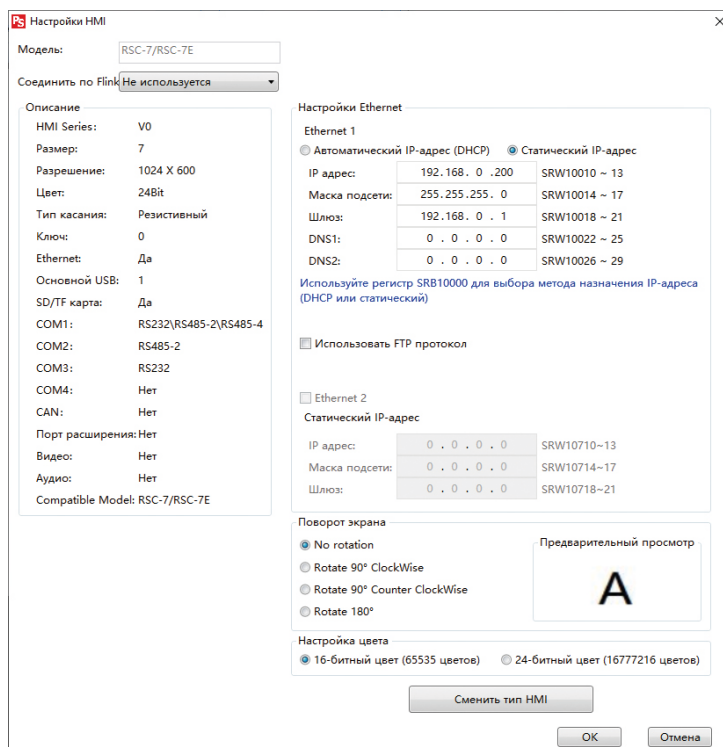 PS Настройки HMI
Модель: RSC-7/RSC-7E
Соединить по Flink Не используется
Описание
HMI Series: V0
Размер: 7
Разрешение: 1024 X 600
Цвет: 24Bit
Тип касания: Резистивный
Ключ: 0
Ethernet: Да
Основной USB: 1
SD/TF карта: Да
COM1: RS232\RS485-2\RS485-4
COM2: RS485-2
COM3: RS232
COM4: Нет
CAN: Нет
Порт расширения: Нет
Видео: Нет
Аудио: Нет
Compatible Model: RSC-7/RSC-7E
Настройки Ethernet
Ethernet 1
Автоматический IP-адрес (DHCP) Статический IP-адрес
IP адрес: 192.168. 0 .200 SRW10010 ~ 13
Маска подсети: 255.255.255. 0 SRW10014 ~ 17
Шлюз: 192.168. 0 . 1 SRW10018 ~ 21
DNS1: 0 . 0 . 0 . 0 SRW10022 ~ 25
DNS2: 0 . 0 . 0 . 0 SRW10026 ~ 29
Используйте регистр SRB10000 для выбора метода назначения IP-адреса
(DHCP или статический)
Использовать FTP протокол
Ethernet 2
Статический IP-адрес
IP адрес: 0 . 0 . 0 . 0 SRW10710~13
Маска подсети: 0 . 0 . 0 . 0 SRW10714~17
Шлюз: 0 . 0 . 0 . 0 SRW10718~21
Поворот экрана
No rotation
Rotate 90° ClockWise
Rotate 90° Counter ClockWise
Rotate 180°
Предварительный просмотр
A
Настройка цвета
16-битный цвет (65535 цветов) 24-битный цвет (16777216 цветов)
Сменить тип HMI
OK Отмена